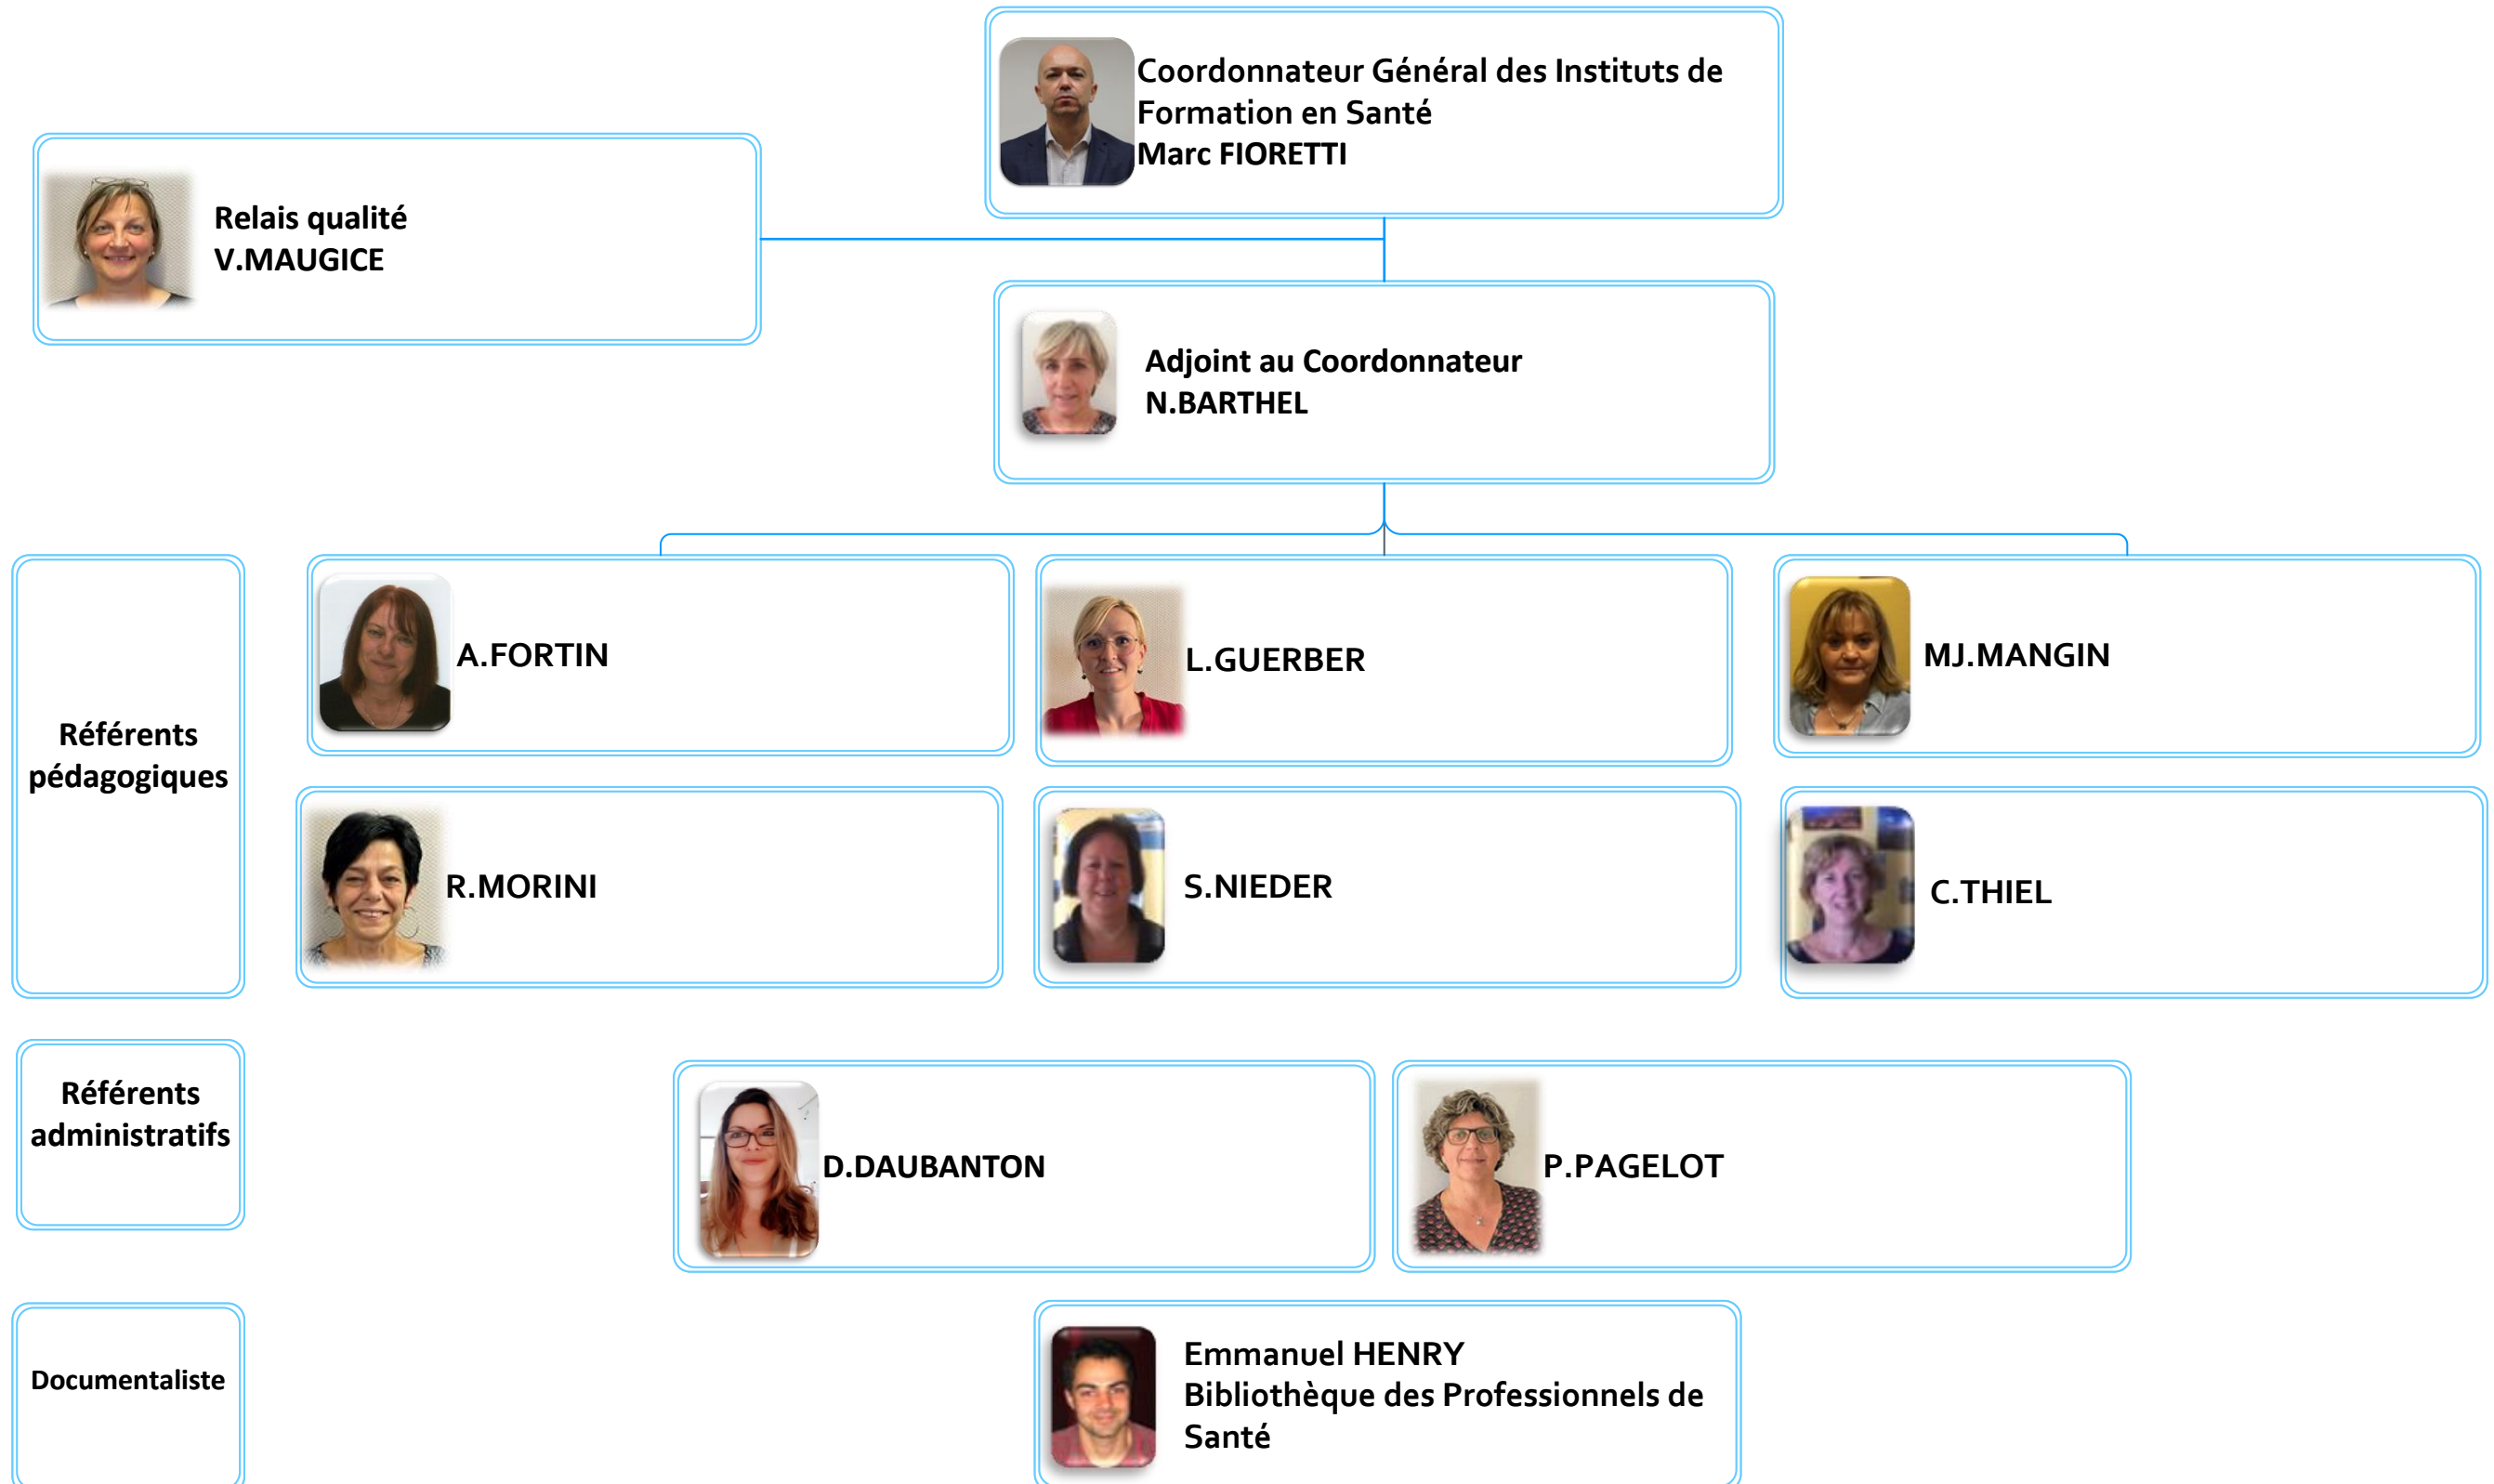 Coordonnateur Général des Instituts de
Formation en Santé
Marc FIORETTI
Relais qualité
V.MAUGICE
Adjoint au Coordonnateur
N.BARTHEL
Référents
pédagogiques
A.FORTIN
L.GUERBER
MJ.MANGIN
R.MORINI
S.NIEDER
C.THIEL
Référents
administratifs
D.DAUBANTON
P.PAGELOT
Documentaliste
Emmanuel HENRY
Bibliothèque des Professionnels de
Santé